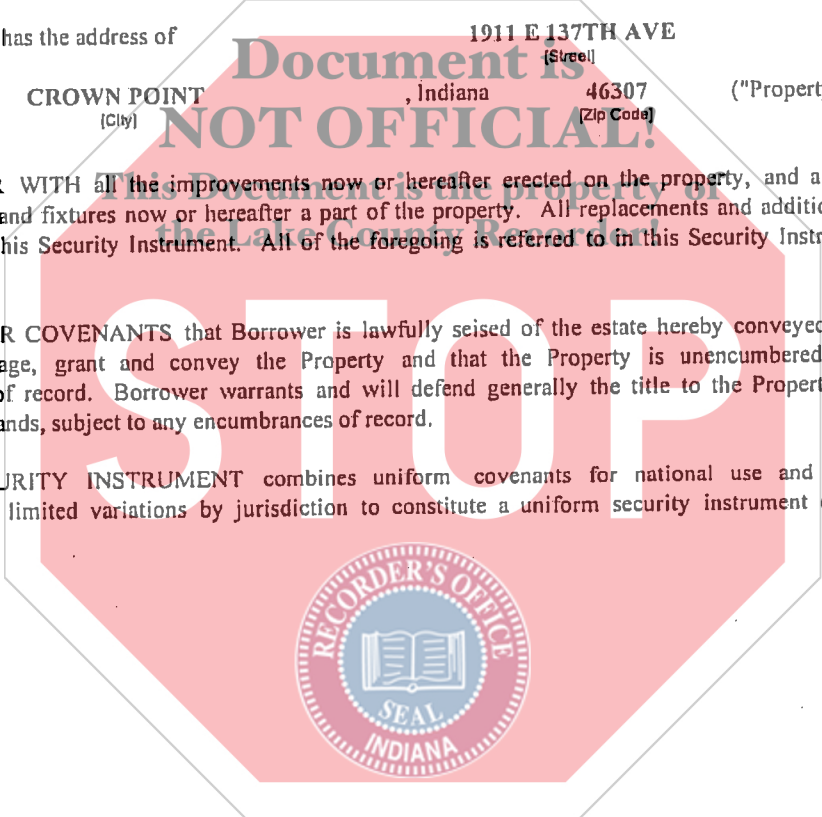 has the address of 1911 E 137TH AVE
[Street]
CROWN POINT , Indiana 46307 ("Property
[City] [Zip Code]
Document is
NOT OFFICIAL!
This Document is the property of
the Lake County Recorder!
WITH all the improvements now or hereafter erected on the property, and a
and fixtures now or hereafter a part of the property. All replacements and additio
his Security Instrument. All of the foregoing is referred to in this Security Instr
R COVENANTS that Borrower is lawfully seised of the estate hereby conveyed
age, grant and convey the Property and that the Property is unencumbered
of record. Borrower warrants and will defend generally the title to the Propert
ands, subject to any encumbrances of record.
URITY INSTRUMENT combines uniform covenants for national use and
limited variations by jurisdiction to constitute a uniform security instrument
STOP
RECORDER'S OFFICE
SEAL
INDIANA